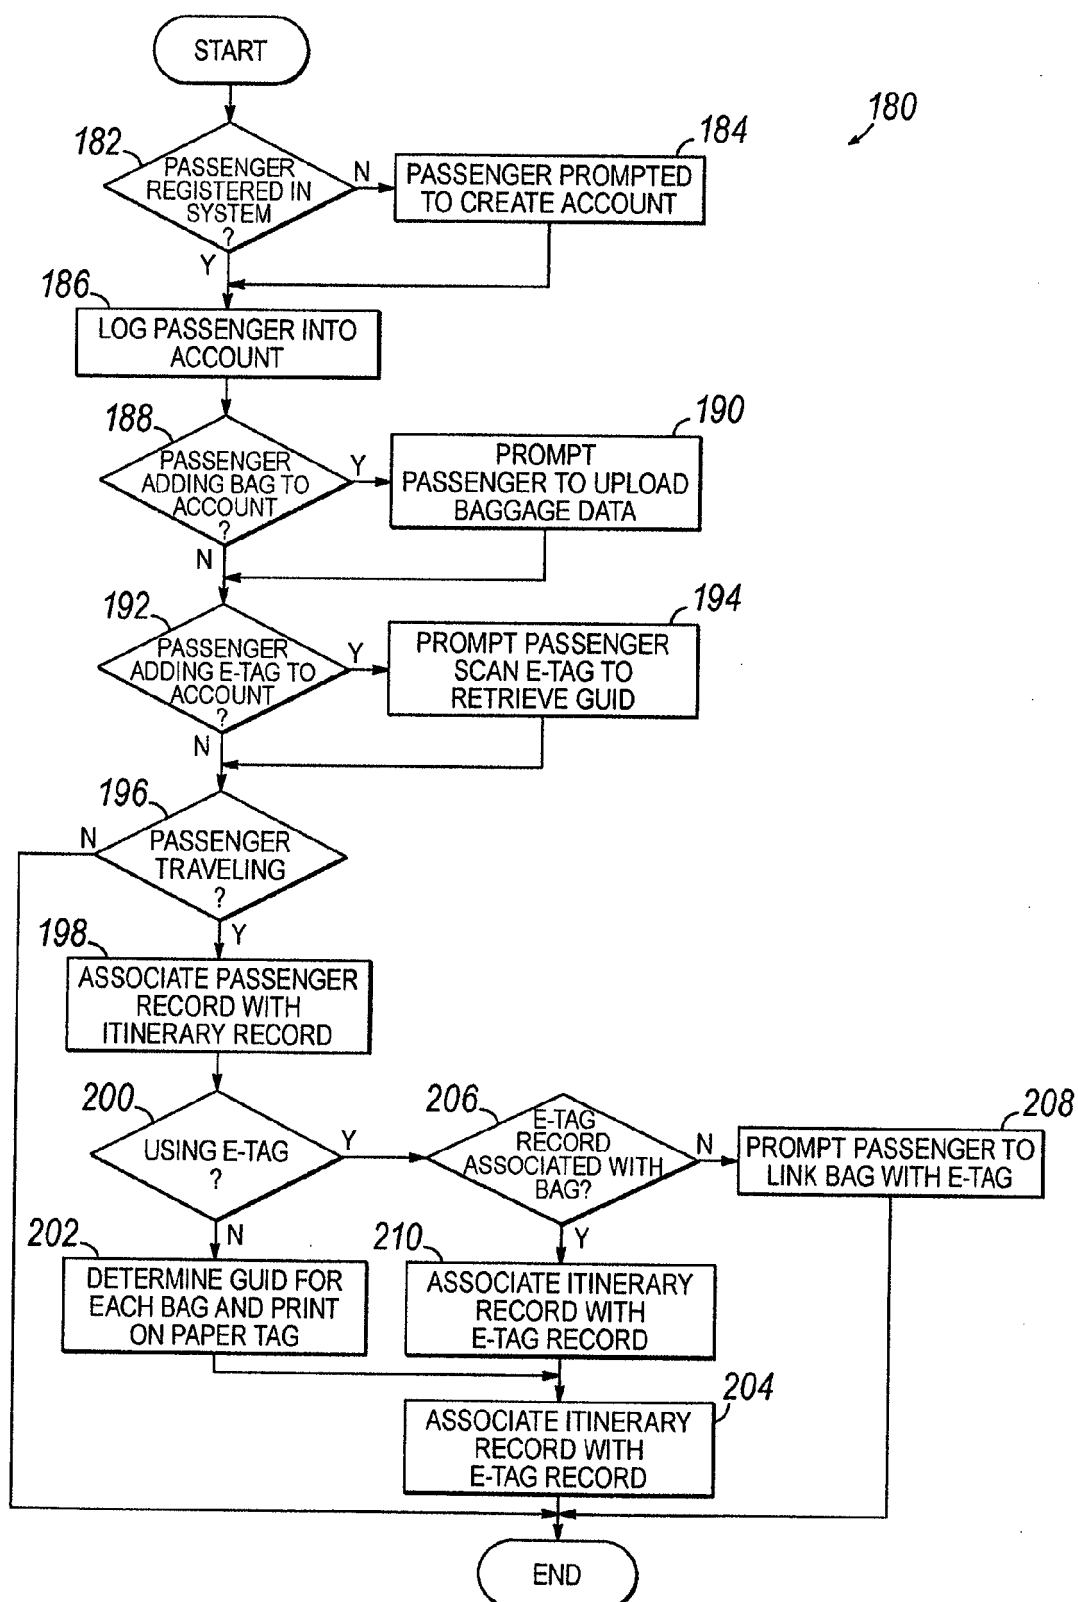 START
180
182
PASSENGER
REGISTERED IN
SYSTEM
?
N
Y
184
PASSENGER PROMPTED
TO CREATE ACCOUNT
186
LOG PASSENGER INTO
ACCOUNT
188
PASSENGER
ADDING BAG TO
ACCOUNT
?
Y
N
190
PROMPT
PASSENGER TO UPLOAD
BAGGAGE DATA
192
PASSENGER
ADDING E-TAG TO
ACCOUNT
?
Y
N
194
PROMPT PASSENGER
SCAN E-TAG TO
RETRIEVE GUID
196
PASSENGER
TRAVELING
?
N
Y
198
ASSOCIATE PASSENGER
RECORD WITH
ITINERARY RECORD
200
USING E-TAG
?
Y
N
206
E-TAG
RECORD
ASSOCIATED WITH
BAG?
N
Y
208
PROMPT PASSENGER TO
LINK BAG WITH E-TAG
202
DETERMINE GUID FOR
EACH BAG AND PRINT
ON PAPER TAG
210
ASSOCIATE ITINERARY
RECORD WITH
E-TAG RECORD
204
ASSOCIATE ITINERARY
RECORD WITH
E-TAG RECORD
END